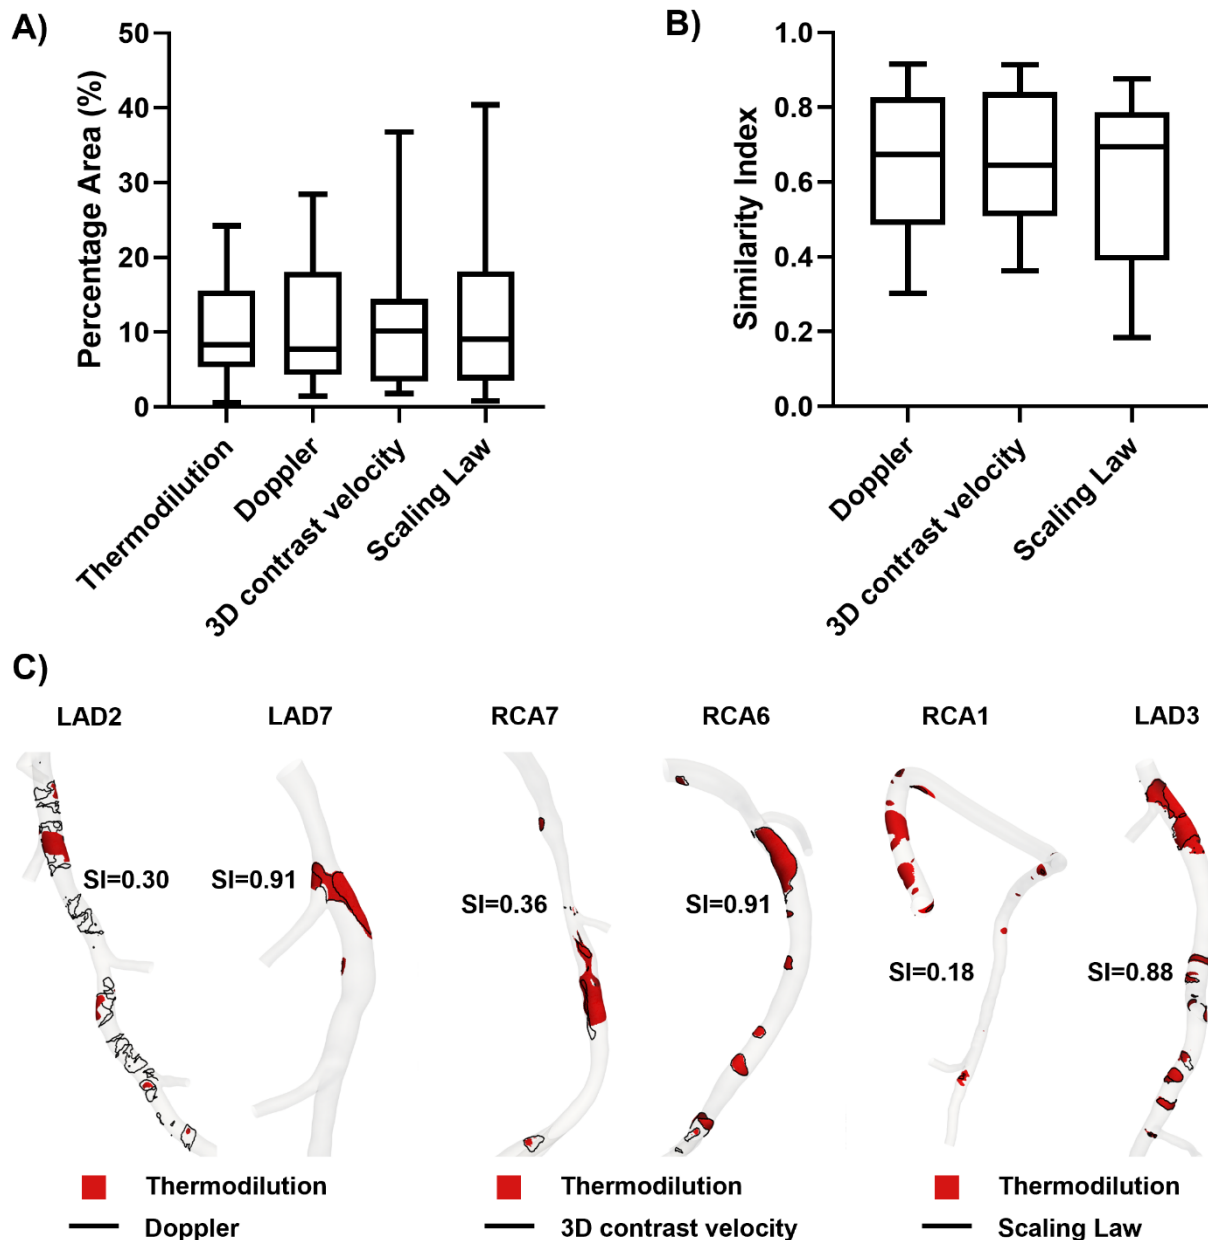 A)
Percentage Area (%)
50
40
30
20
10
0
Thermodilution
Doppler
3D contrast velocity
Scaling Law
B)
Similarity Index
1.0
0.8
0.6
0.4
0.2
0.0
Doppler
3D contrast velocity
Scaling Law
C)
LAD2 LAD7 RCA7 RCA6 RCA1 LAD3
SI=0.30 SI=0.91 SI=0.36 SI=0.91 SI=0.18 SI=0.88
Thermodilution Thermodilution Thermodilution
Doppler 3D contrast velocity Scaling Law